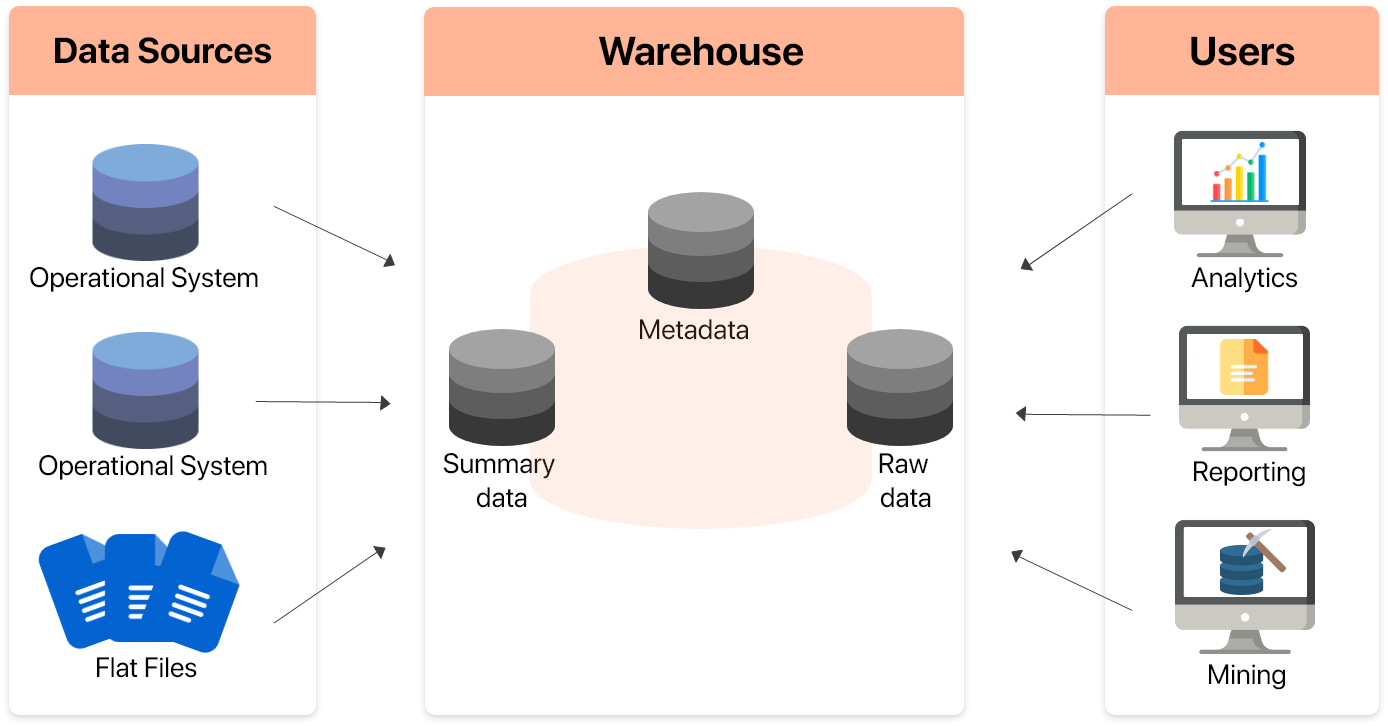 Data Sources
Operational System
Operational System
Flat Files
Warehouse
Metadata
Summary
data
Raw
data
Users
Analytics
Reporting
Mining